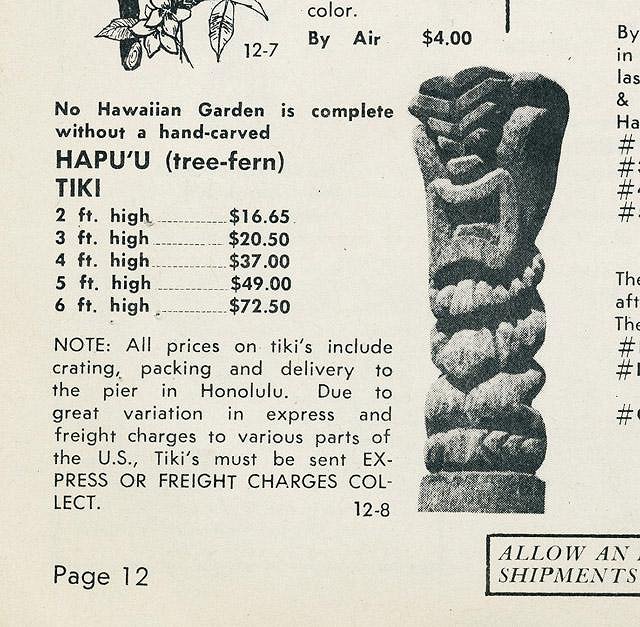 color.
12-7
By Air $4.00
No Hawaiian Garden is complete
without a hand-carved
HAPU'U (tree-fern)
TIKI
2 ft. high $16.65
3 ft. high $20.50
4 ft. high $37.00
5 ft. high $49.00
6 ft. high $72.50
NOTE: All prices on tiki's include
crating, packing and delivery to
the pier in Honolulu. Due to
great variation in express and
freight charges to various parts of
the U.S., Tiki's must be sent EX-
PRESS OR FREIGHT CHARGES COL-
LECT.
12-8
Page 12
By
in
las
&
Ha
#
#
#
#
The
aft
The
#
#
#
ALLOW AN
SHIPMENTS